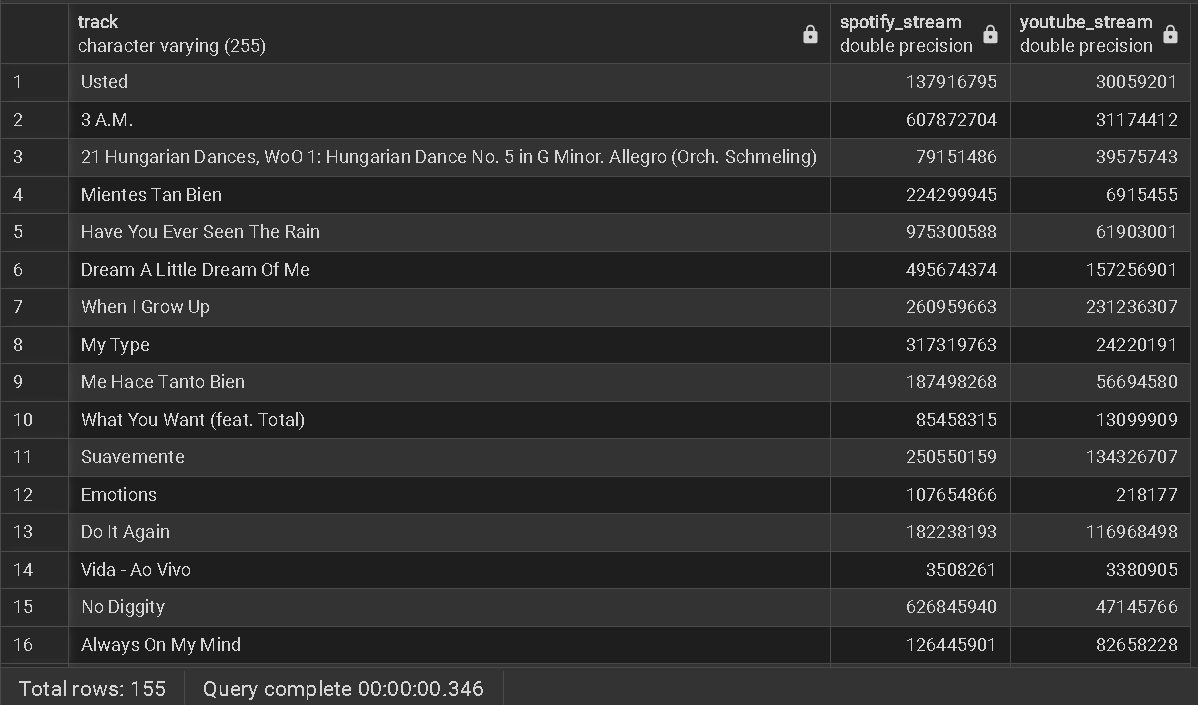 track spotify_stream youtube_stream
character varying (255) double precision double precision
1 Usted 137916795 30059201
2 3 A.M. 607872704 31174412
3 21 Hungarian Dances, WoO 1: Hungarian Dance No. 5 in G Minor. Allegro (Orch. Schmeling) 79151486 39575743
4 Mientes Tan Bien 224299945 6915455
5 Have You Ever Seen The Rain 975300588 61903001
6 Dream A Little Dream Of Me 495674374 157256901
7 When I Grow Up 260959663 231236307
8 My Type 317319763 24220191
9 Me Hace Tanto Bien 187498268 56694580
10 What You Want (feat. Total) 85458315 13099909
11 Suavemente 250550159 134326707
12 Emotions 107654866 218177
13 Do It Again 182238193 116968498
14 Vida - Ao Vivo 3508261 3380905
15 No Diggity 626845940 47145766
16 Always On My Mind 126445901 82658228
Total rows: 155 Query complete 00:00:00.346